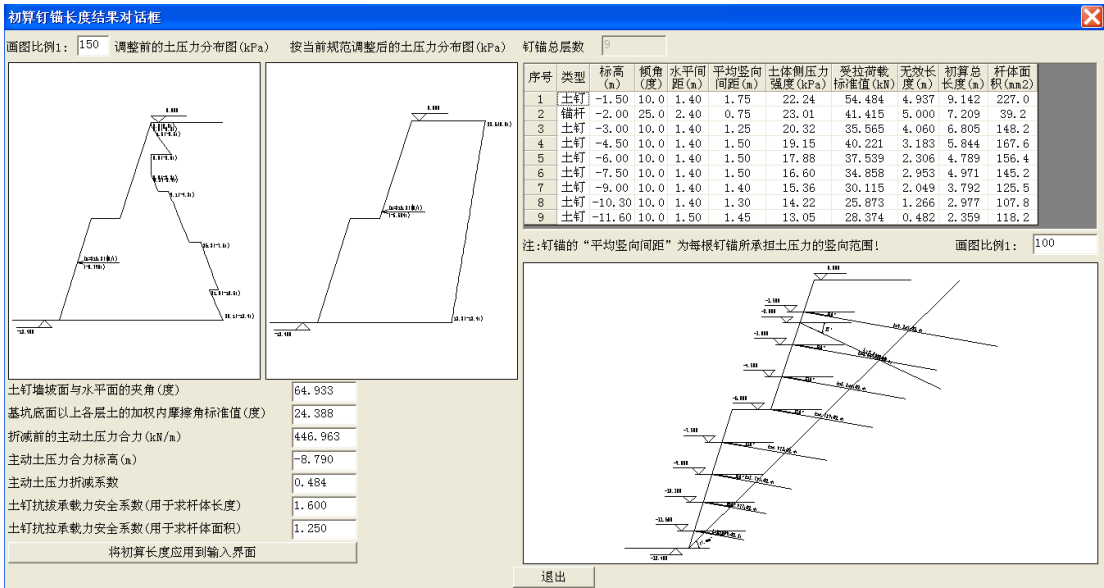 初算钉锚长度结果对话框
画图比例1: 150 调整前的土压力分布图(kPa) 按当前规范调整后的土压力分布图(kPa) 钉锚总层数 9
序号 类型 标高(m) 倾角(度) 水平间距(m) 平均竖向间距(m) 土体侧压力强度(kPa) 受拉荷载标准值(kN) 无效长度(m) 初算总长度(m) 杆体面积(mm2)
1 土钉 -1.50 10.0 1.40 1.75 22.24 54.484 4.937 9.142 227.0
2 锚杆 -2.00 25.0 2.40 0.75 23.01 41.415 5.000 7.209 39.2
3 土钉 -3.00 10.0 1.40 1.25 20.32 35.565 4.060 6.805 148.2
4 土钉 -4.50 10.0 1.40 1.50 19.15 40.221 3.183 5.844 167.6
5 土钉 -6.00 10.0 1.40 1.50 17.88 37.539 2.306 4.789 156.4
6 土钉 -7.50 10.0 1.40 1.50 16.60 34.858 2.953 4.971 145.2
7 土钉 -9.00 10.0 1.40 1.40 15.36 30.115 2.049 3.792 125.5
8 土钉 -10.30 10.0 1.40 1.30 14.22 25.873 1.266 2.977 107.8
9 土钉 -11.60 10.0 1.50 1.45 13.05 28.374 0.482 2.359 118.2
注:钉锚的“平均竖向间距”为每根钉锚所承担土压力的竖向范围! 画图比例1: 100
土钉墙坡面与水平面的夹角(度) 64.933
基坑底面以上各层土的加权内摩擦角标准值(度) 24.388
折减前的主动土压力合力(kN/m) 446.963
主动土压力合力标高(m) -8.790
主动土压力折减系数 0.484
土钉抗拔承载力安全系数(用于求杆体长度) 1.600
土钉抗拉承载力安全系数(用于求杆体面积) 1.250
将初算长度应用到输入界面
退出